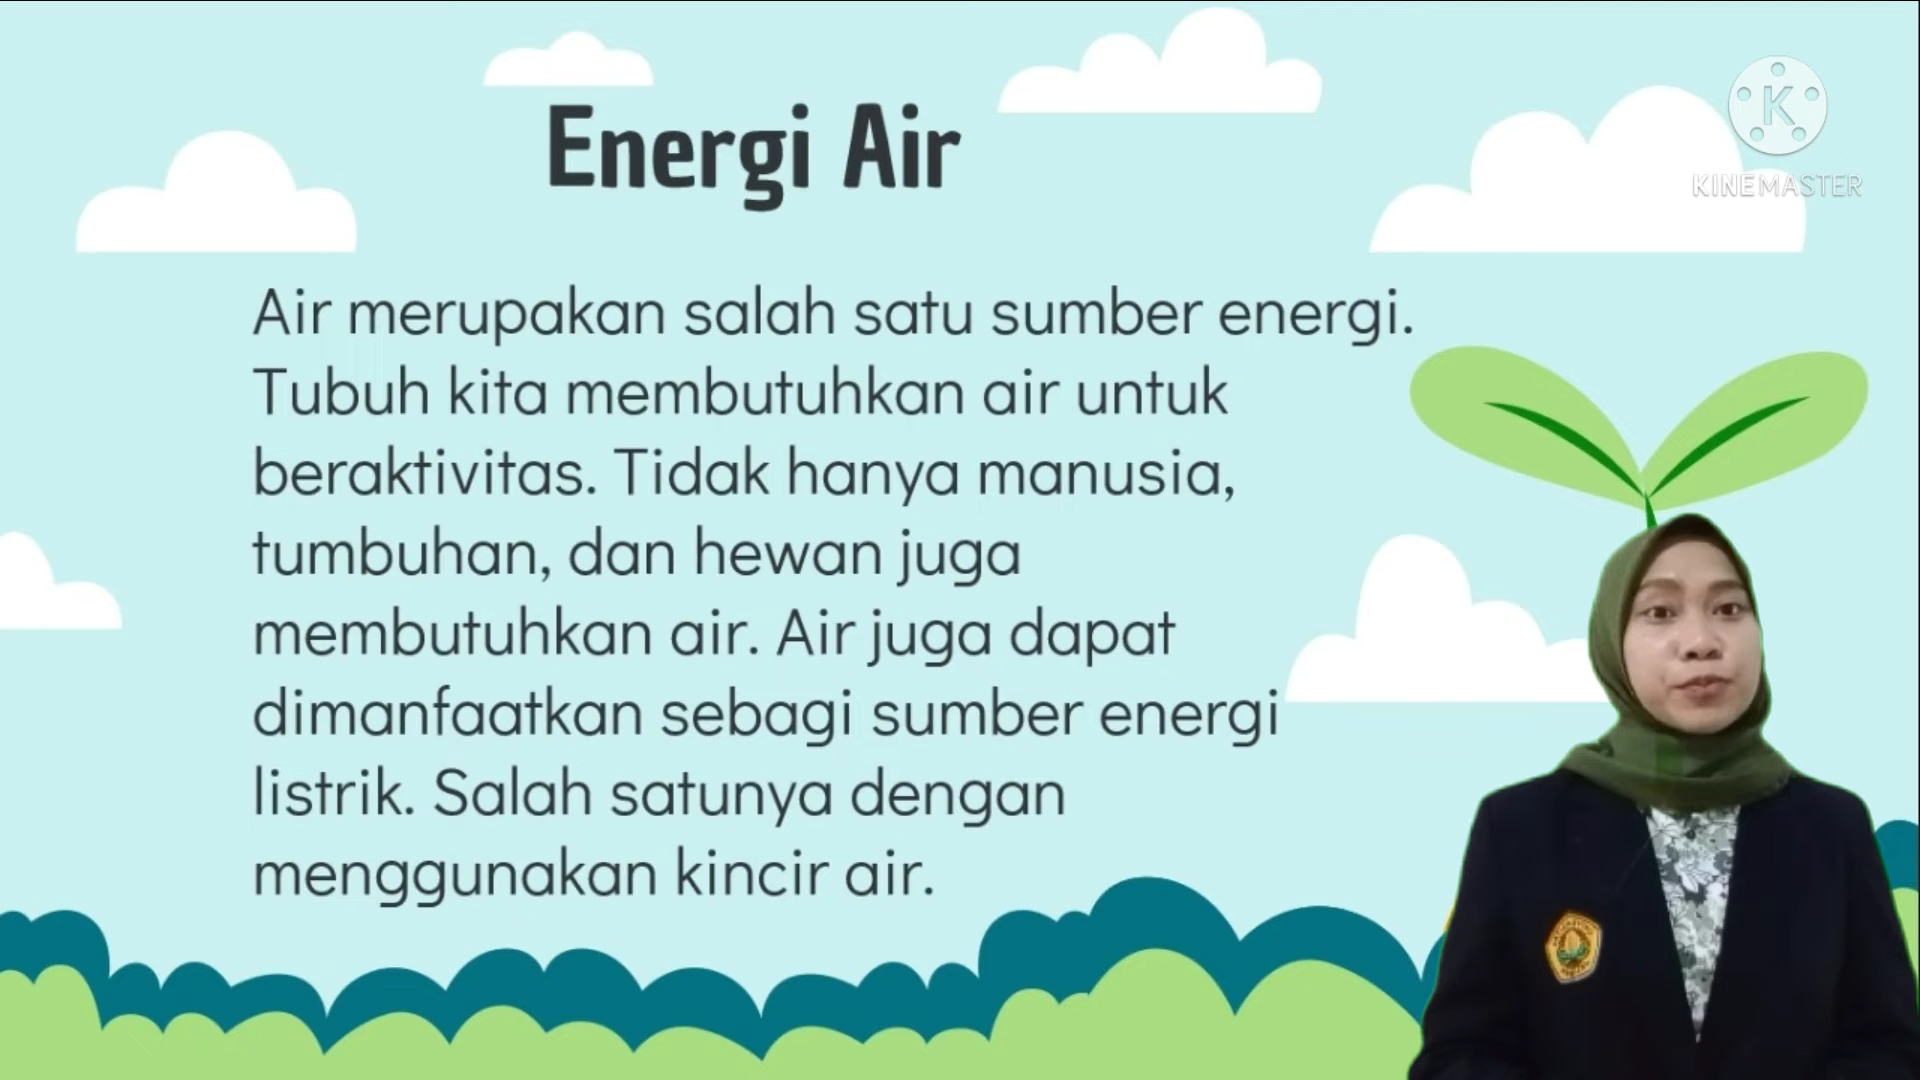 Energi Air
KINEMASTER
Air merupakan salah satu sumber energi.
Tubuh kita membutuhkan air untuk
beraktivitas. Tidak hanya manusia,
tumbuhan, dan hewan juga
membutuhkan air. Air juga dapat
dimanfaatkan sebagi sumber energi
listrik. Salah satunya dengan
menggunakan kincir air.